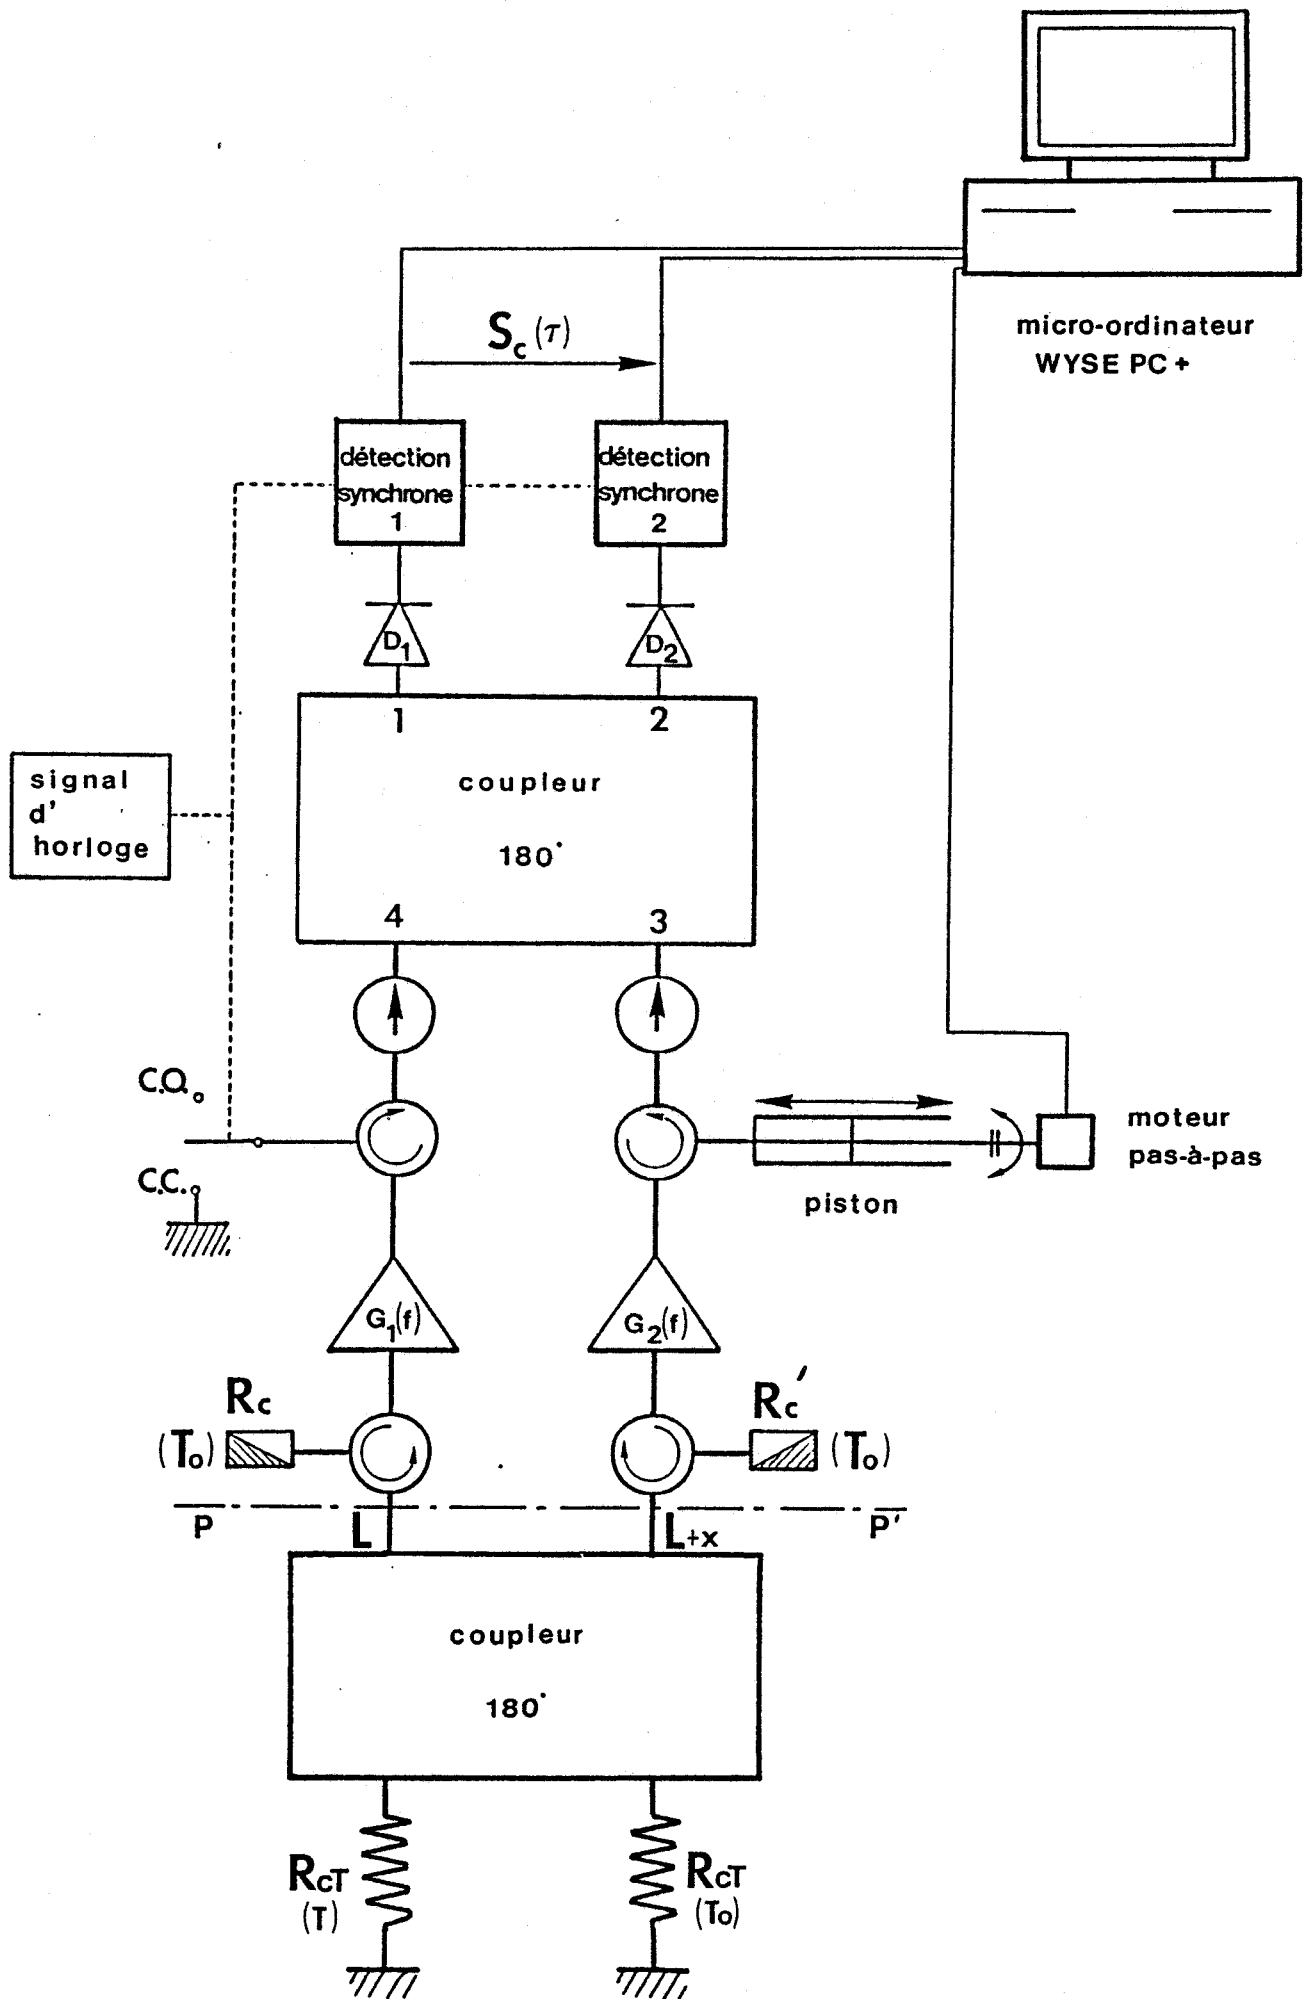 micro-ordinateur
WYSE PC +
Sc (τ)
détection
synchrone
1
détection
synchrone
2
D1
D2
1
2
coupleur
180°
4
3
signal
d'
horloge
C.O.
C.C.
moteur
pas-à-pas
piston
G1(f)
G2(f)
Rc
(To)
Rc'
(To)
P
L
L+x
P'
coupleur
180°
RcT
(T)
RcT
(To)